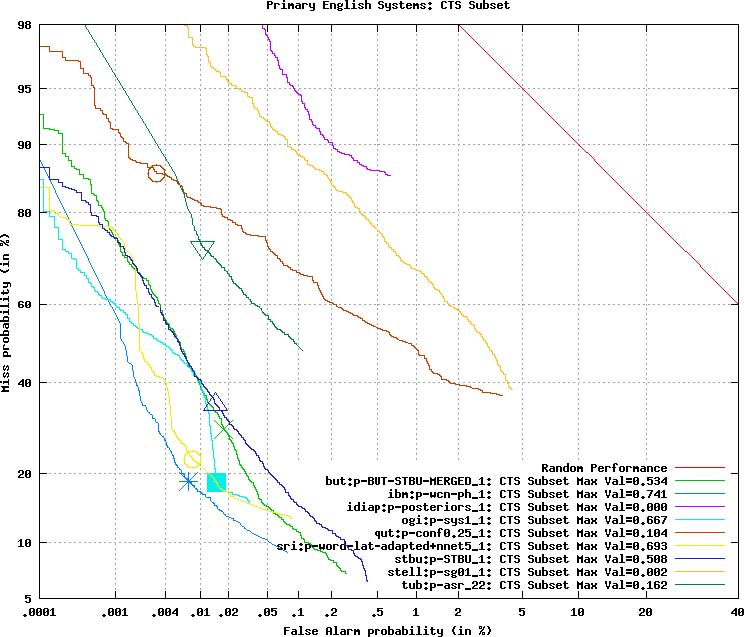 Primary English Systems: CTS Subset
98
95
90
80
60
40
20
10
5
Miss probability (in %)
Random Performance
but:p-BUT-STBU-MERGED_1: CTS Subset Max Val=0.534
ibm:p-wcn-ph_1: CTS Subset Max Val=0.741
idiap:p-posteriors_1: CTS Subset Max Val=0.000
ogi:p-sys1_1: CTS Subset Max Val=0.667
qut:p-conf0.25_1: CTS Subset Max Val=0.104
sri:p-word-lat-adapted+nnet5_1: CTS Subset Max Val=0.693
stbu:p-STBU_1: CTS Subset Max Val=0.508
stell:p-sg01_1: CTS Subset Max Val=0.002
tub:p-asr_22: CTS Subset Max Val=0.162
.0001 .001 .004 .01 .02 .05 .1 .2 .5 1 2 5 10 20 40
False Alarm probability (in %)